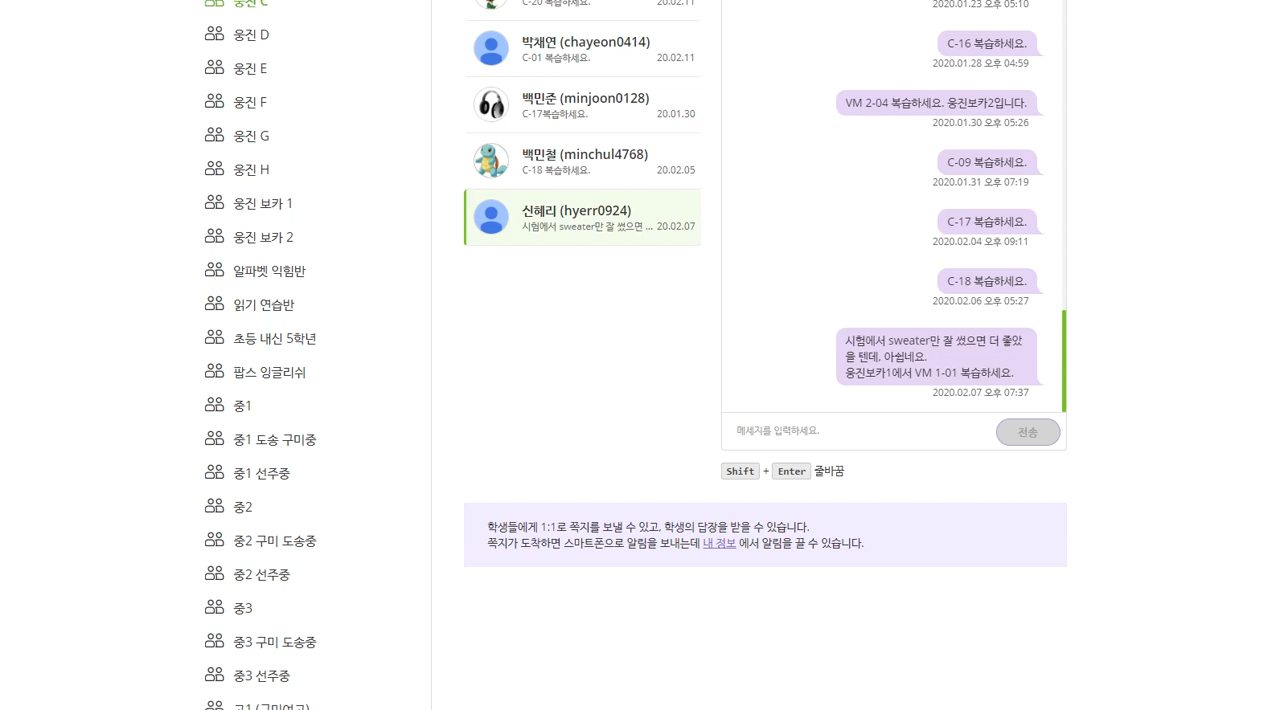 웅진 C
웅진 D
웅진 E
웅진 F
웅진 G
웅진 H
웅진 보카 1
웅진 보카 2
알파벳 익힘반
읽기 연습반
초등 내신 5학년
팝스 잉글리쉬
중1
중1 도송 구미중
중1 선주중
중2
중2 구미 도송중
중2 선주중
중3
중3 구미 도송중
중3 선주중
고1 (구미여고)
C-20 복습하세요. 20.02.11
박채연 (chayeon0414)
C-01 복습하세요. 20.02.11
백민준 (minjoon0128)
C-17복습하세요. 20.01.30
백민철 (minchul4768)
C-18 복습하세요. 20.02.05
신혜리 (hyerr0924)
시험에서 sweater만 잘 썼으면 ... 20.02.07
2020.01.23 오후 05:10
C-16 복습하세요.
2020.01.28 오후 04:59
VM 2-04 복습하세요. 웅진보카2입니다.
2020.01.30 오후 05:26
C-09 복습하세요.
2020.01.31 오후 07:19
C-17 복습하세요.
2020.02.04 오후 09:11
C-18 복습하세요.
2020.02.06 오후 05:27
시험에서 sweater만 잘 썼으면 더 좋았
을 텐데, 아쉽네요.
웅진보카1에서 VM 1-01 복습하세요.
2020.02.07 오후 07:37
메세지를 입력하세요.
전송
Shift + Enter 줄바꿈
학생들에게 1:1로 쪽지를 보낼 수 있고, 학생의 답장을 받을 수 있습니다.
쪽지가 도착하면 스마트폰으로 알림을 보내는데 내 정보 에서 알림을 끌 수 있습니다.